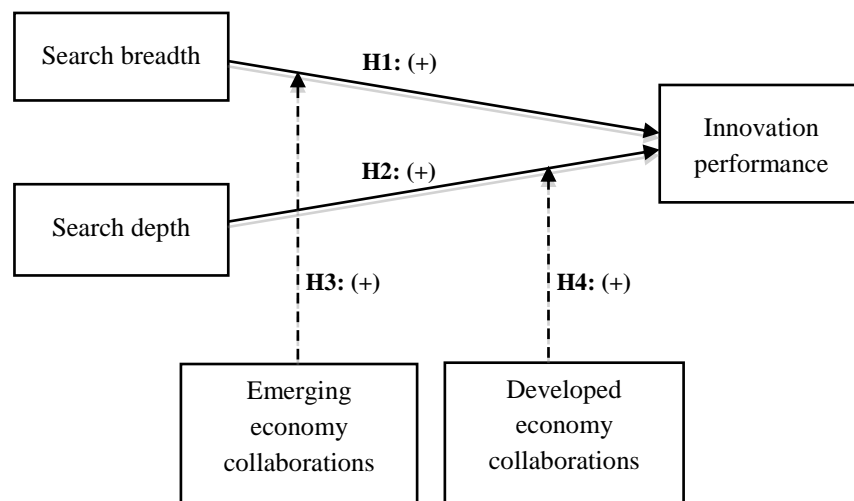 Search breadth
H1: (+)
Innovation
performance
H2: (+)
Search depth
H3: (+)
H4: (+)
Emerging
economy
collaborations
Developed
economy
collaborations